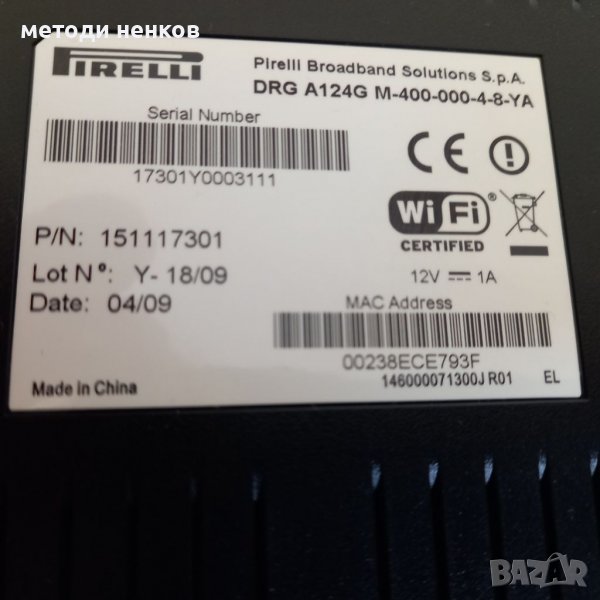 методи ненков
PIRELLI
Pirelli Broadband Solutions S.p.A.
DRG A124G M-400-000-4-8-YA
Serial Number
17301Y0003111
P/N: 151117301
Lot N°: Y- 18/09
Date: 04/09
Made in China
Wi Fi ®
CERTIFIED
12V 1A
MAC Address
00238ECE793F
146000071300J R01 EL
BAZAR